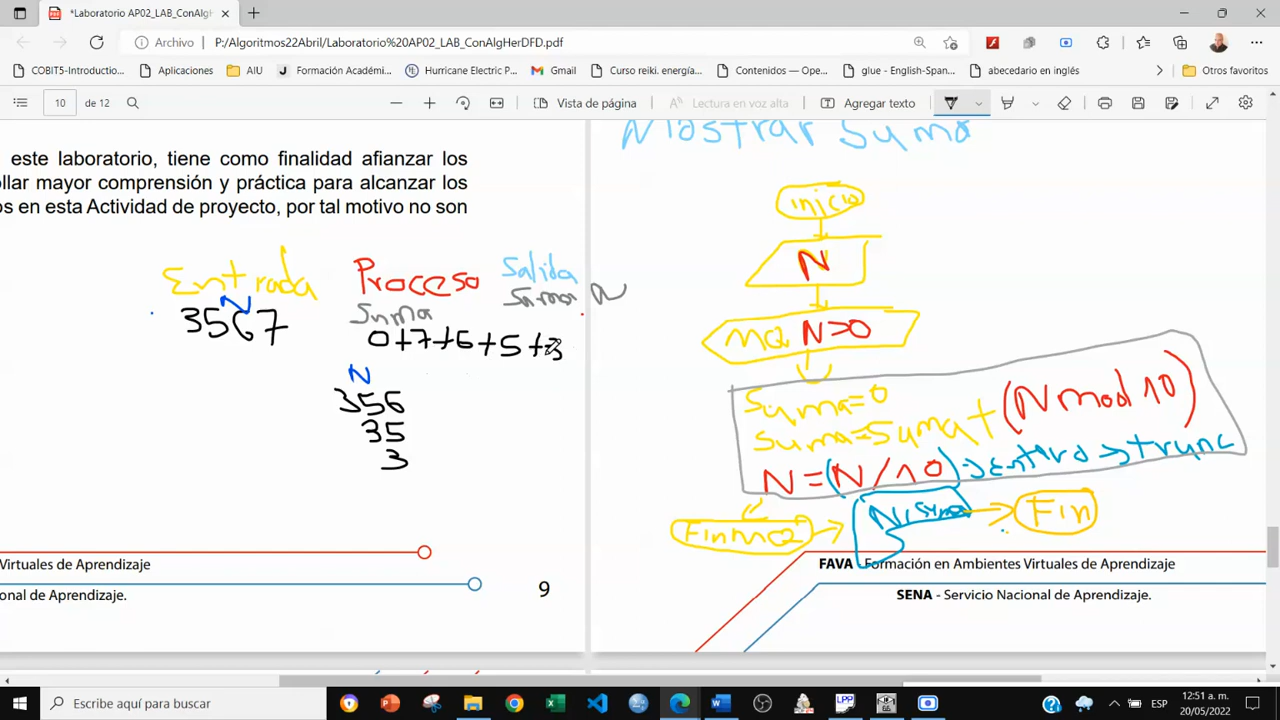 *Laboratorio AP02_LAB_ConAlgH
Archivo P:/Algoritmos22Abril/Laboratorio%20AP02_LAB_ConAlgHerDFD.pdf
COBIT5-Introductio... Aplicaciones AIU Formación Académi... Hurricane Electric P... Gmail Curso reiki. energía... Contenidos — Ope... glue - English-Span... abecedario en inglés Otros favoritos
10 de 12 Vista de página Lectura en voz alta Agregar texto
este laboratorio, tiene como finalidad afianzar los
llar mayor comprensión y práctica para alcanzar los
os en esta Actividad de proyecto, por tal motivo no son
Entrada Proceso Salida
N Suma Suma N
3567 0+7+6+5+3
N
356
35
3
Virtuales de Aprendizaje
onal de Aprendizaje.
9
Mostrar Suma
inicio
N
MQ N>0
Suma=0
Suma=Suma+(N mod 10)
N=(N/10)→Entero→trunc
FinMQ N,Suma Fin
FAVA - Formación en Ambientes Virtuales de Aprendizaje
SENA - Servicio Nacional de Aprendizaje.
Escribe aquí para buscar
ESP
12:51 a. m.
20/05/2022